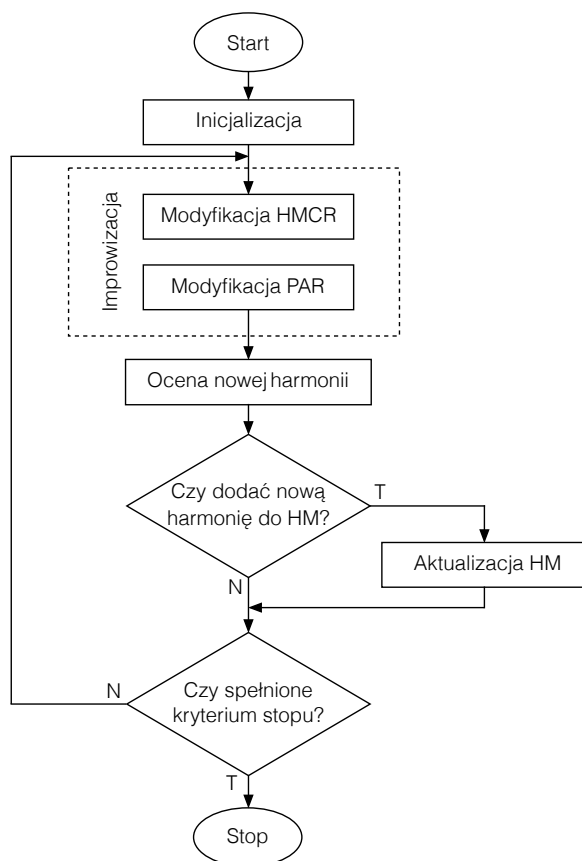 Start
Inicjalizacja
Improwizacja
Modyfikacja HMCR
Modyfikacja PAR
Ocena nowej harmonii
Czy dodać nową
harmonię do HM?
T
Aktualizacja HM
N
N
Czy spełnione
kryterium stopu?
T
Stop